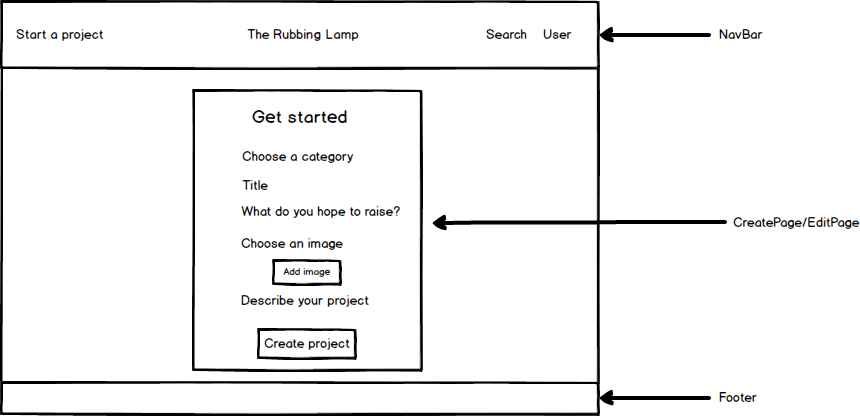 Start a project The Rubbing Lamp Search User NavBar
Get started
Choose a category
Title
What do you hope to raise?
CreatePage/EditPage
Choose an image
Add image
Describe your project
Create project
Footer